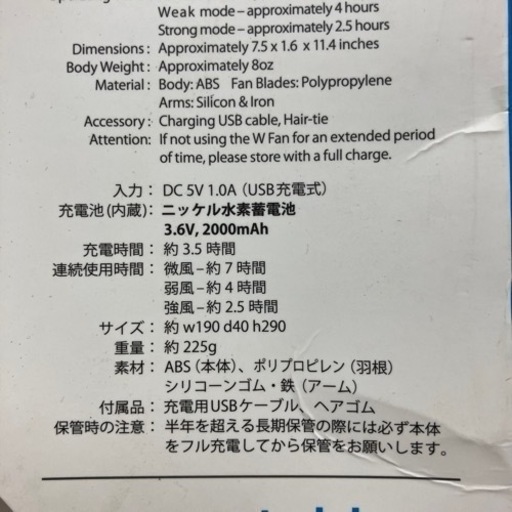 Weak mode – approximately 4 hours
Strong mode – approximately 2.5 hours
Dimensions : Approximately 7.5 x 1.6 x 11.4 inches
Body Weight : Approximately 8oz
Material : Body: ABS Fan Blades: Polypropylene
Arms: Silicon & Iron
Accessory : Charging USB cable, Hair-tie
Attention: If not using the W Fan for an extended period
of time, please store with a full charge.
入力 : DC 5V 1.0A（USB充電式）
充電池(内蔵) : ニッケル水素蓄電池
3.6V, 2000mAh
充電時間 : 約 3.5 時間
連続使用時間 : 微風 – 約 7 時間
弱風 – 約 4 時間
強風 – 約 2.5 時間
サイズ : 約 w190 d40 h290
重量 : 約 225g
素材 : ABS（本体）、ポリプロピレン（羽根）
シリコーンゴム・鉄（アーム）
付属品 : 充電用USBケーブル、ヘアゴム
保管時の注意 : 半年を超える長期保管の際には必ず本体
をフル充電してから保管をお願いします。